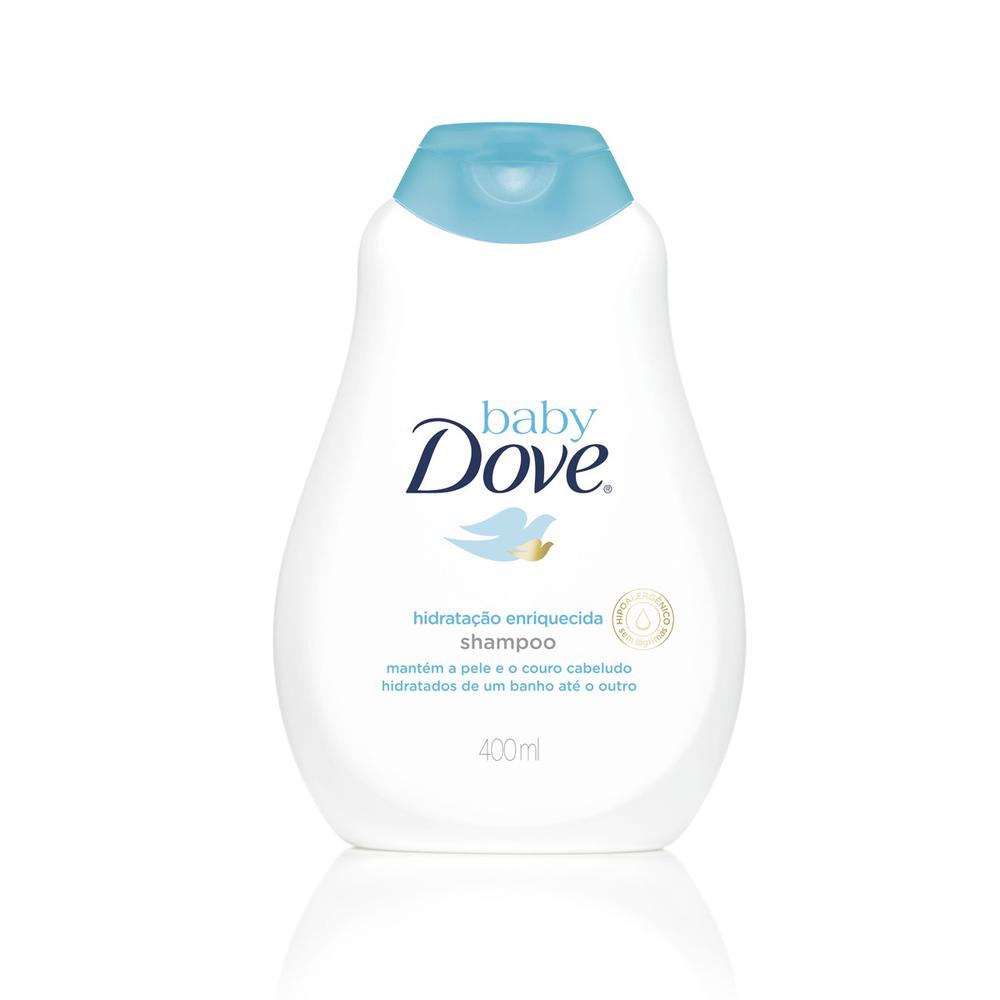 baby
Dove®
hidratação enriquecida
shampoo
HIPOALERGÊNICO
sem lágrimas
mantém a pele e o couro cabeludo
hidratados de um banho até o outro
400ml